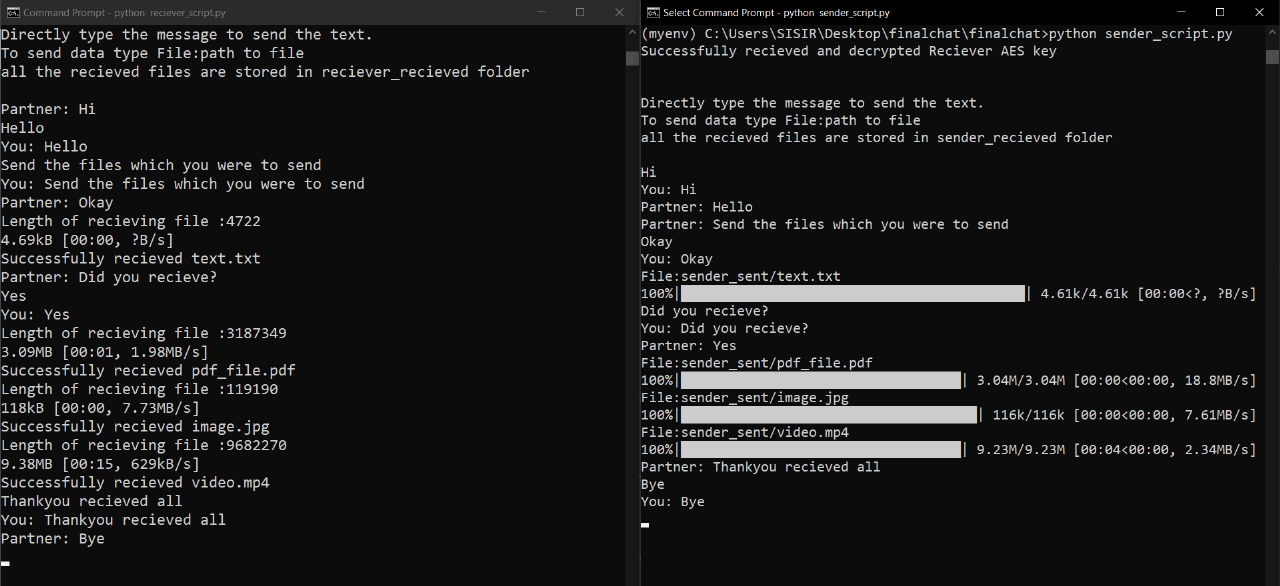 Command Prompt - python reciever_script.py
Directly type the message to send the text.
To send data type File:path to file
all the recieved files are stored in reciever_recieved folder
Partner: Hi
Hello
You: Hello
Send the files which you were to send
You: Send the files which you were to send
Partner: Okay
Length of recieving file :4722
4.69kB [00:00, ?B/s]
Successfully recieved text.txt
Partner: Did you recieve?
Yes
You: Yes
Length of recieving file :3187349
3.09MB [00:01, 1.98MB/s]
Successfully recieved pdf_file.pdf
Length of recieving file :119190
118kB [00:00, 7.73MB/s]
Successfully recieved image.jpg
Length of recieving file :9682270
9.38MB [00:15, 629kB/s]
Successfully recieved video.mp4
Thankyou recieved all
You: Thankyou recieved all
Partner: Bye
Select Command Prompt - python sender_script.py
(myenv) C:\Users\SISIR\Desktop\finalchat\finalchat>python sender_script.py
Successfully recieved and decrypted Reciever AES key
Directly type the message to send the text.
To send data type File:path to file
all the recieved files are stored in sender_recieved folder
Hi
You: Hi
Partner: Hello
Partner: Send the files which you were to send
Okay
You: Okay
File:sender_sent/text.txt
100%| | 4.61k/4.61k [00:00<?, ?B/s]
Did you recieve?
You: Did you recieve?
Partner: Yes
File:sender_sent/pdf_file.pdf
100%| | 3.04M/3.04M [00:00<00:00, 18.8MB/s]
File:sender_sent/image.jpg
100%| | 116k/116k [00:00<00:00, 7.61MB/s]
File:sender_sent/video.mp4
100%| | 9.23M/9.23M [00:04<00:00, 2.34MB/s]
Partner: Thankyou recieved all
Bye
You: Bye